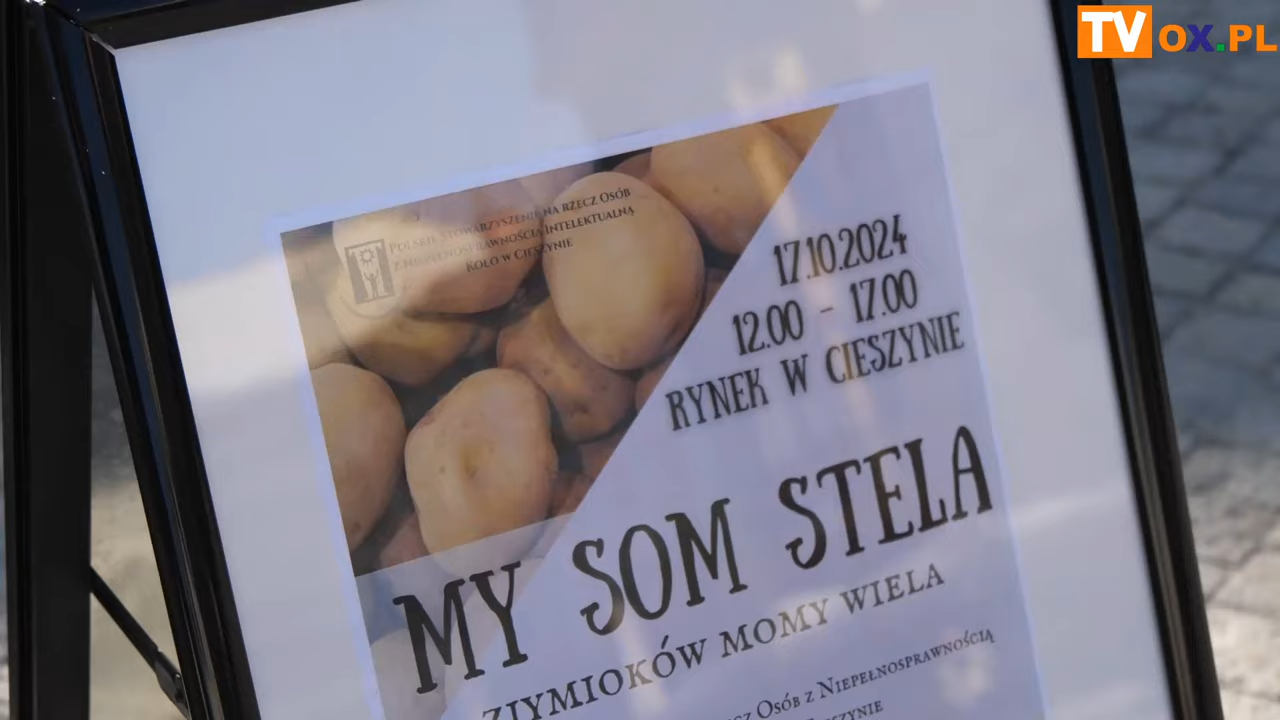 TVOX.PL
POLSKIE STOWARZYSZENIE NA RZECZ OSÓB
Z NIEPEŁNOSPRAWNOŚCIĄ INTELEKTUALNĄ
KOŁO W CIESZYNIE
17.10.2024
12.00 - 17.00
RYNEK W CIESZYNIE
MY SOM STELA
ZIYMIOKÓW MOMY WIELA
OSÓB Z NIEPEŁNOSPRAWNOŚCIĄ